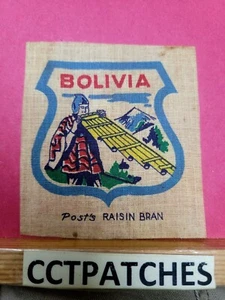 BOLIVIA
Post's RAISIN BRAN
CCTPATCHES